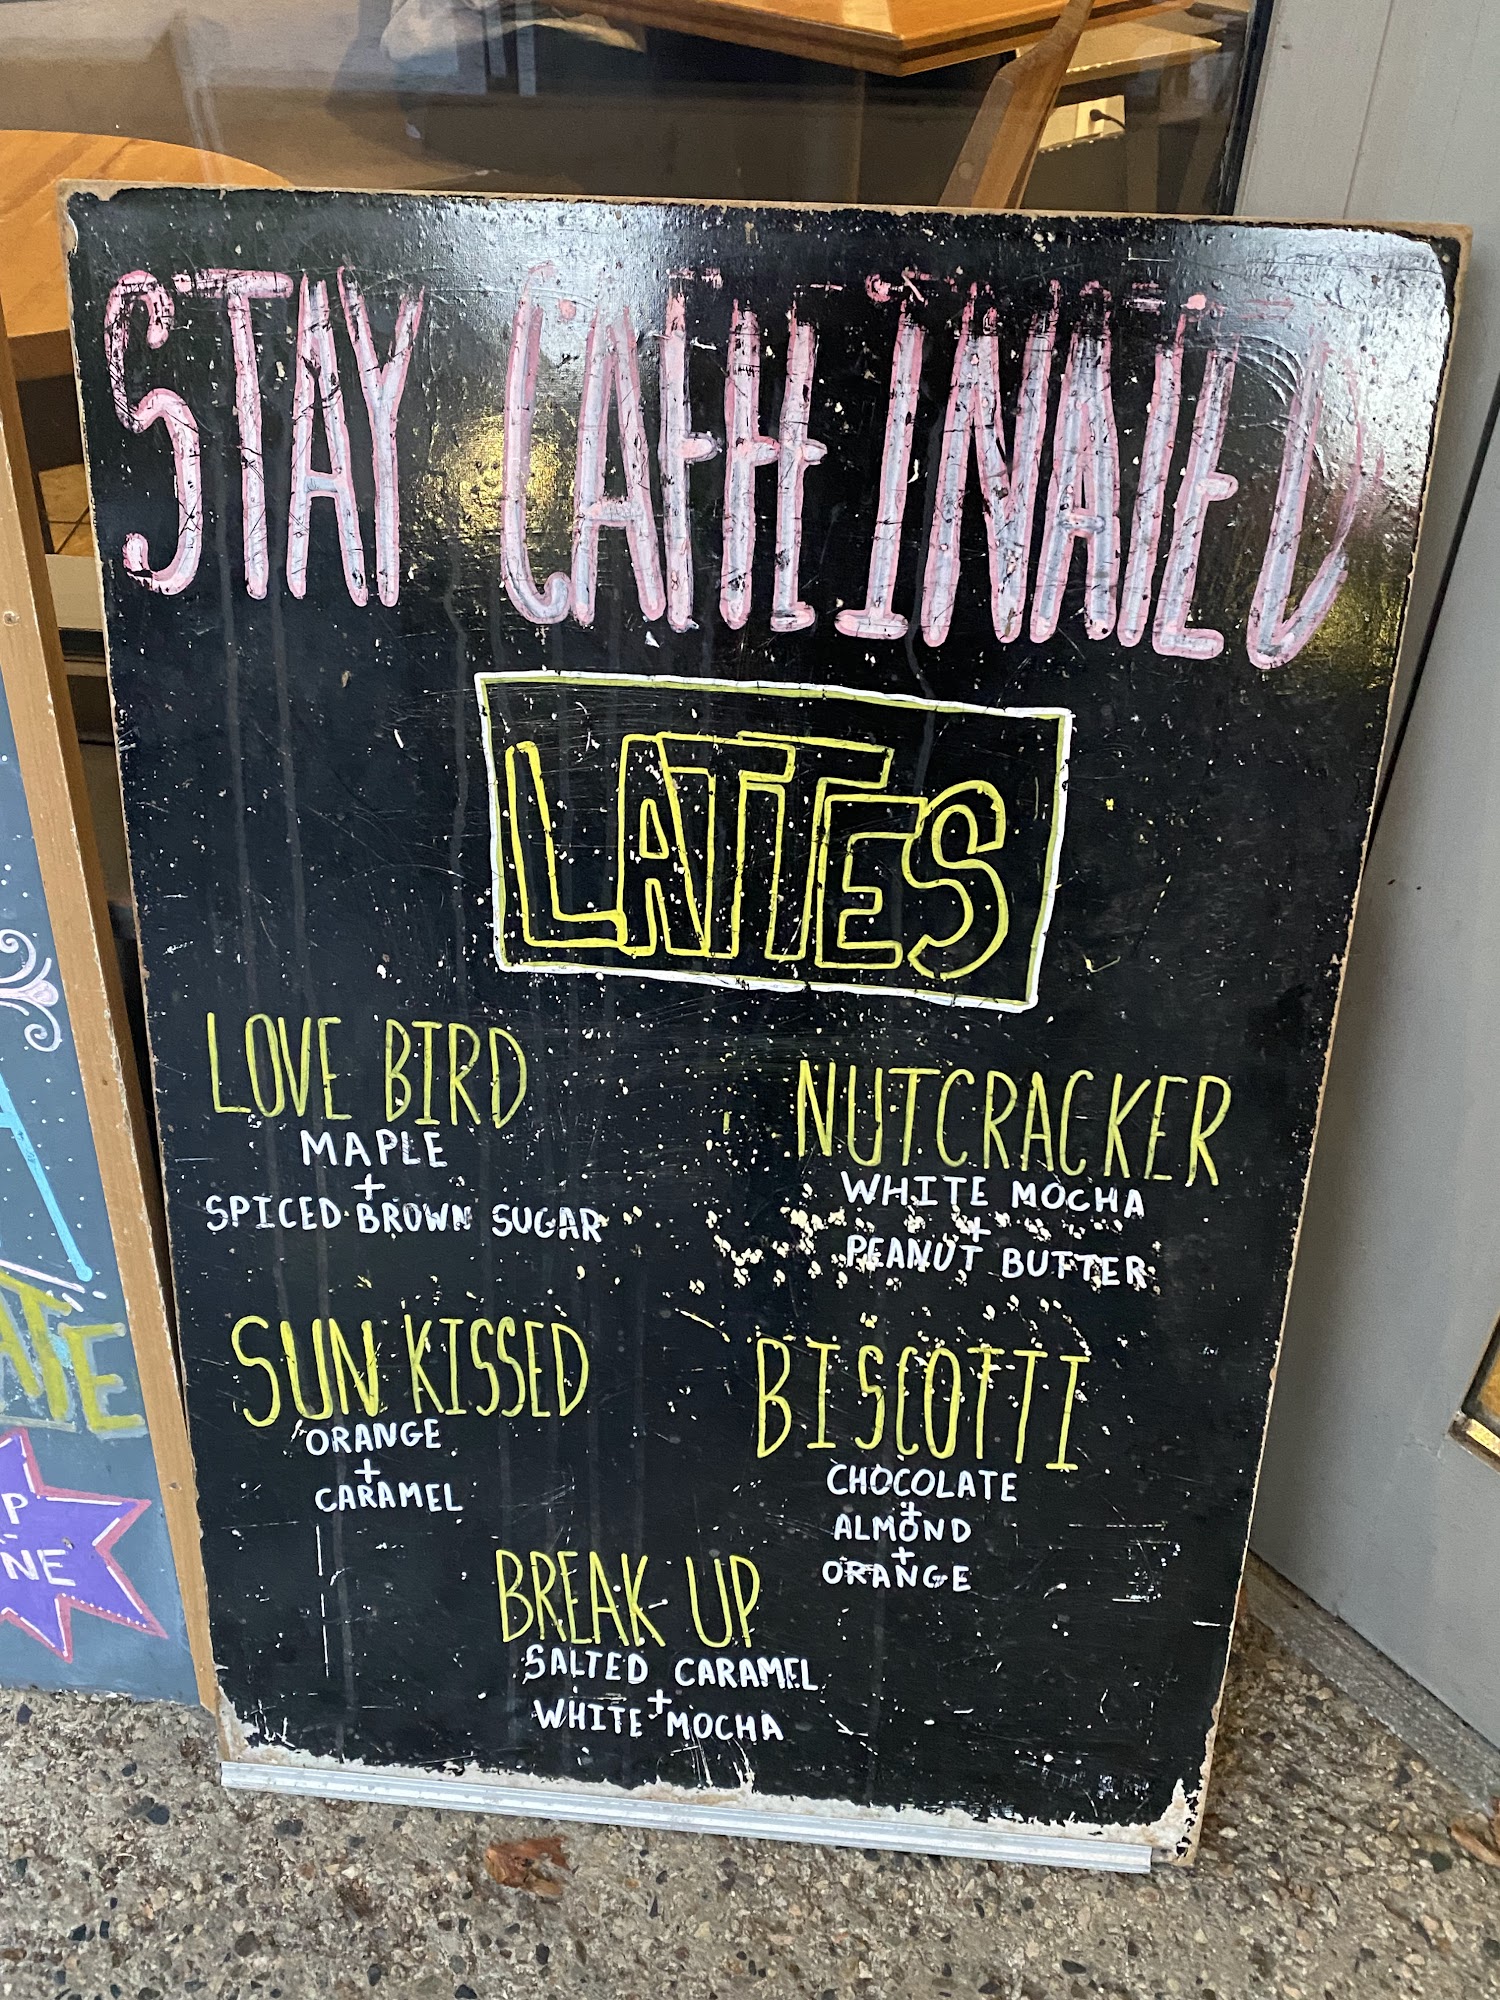 STAY CAFFEINATED
LATTES
LOVE BIRD
MAPLE
+
SPICED BROWN SUGAR
NUTCRACKER
WHITE MOCHA
+
PEANUT BUTTER
SUN KISSED
ORANGE
+
CARAMEL
BISCOTTI
CHOCOLATE
+
ALMOND
+
ORANGE
BREAK UP
SALTED CARAMEL
+
WHITE MOCHA